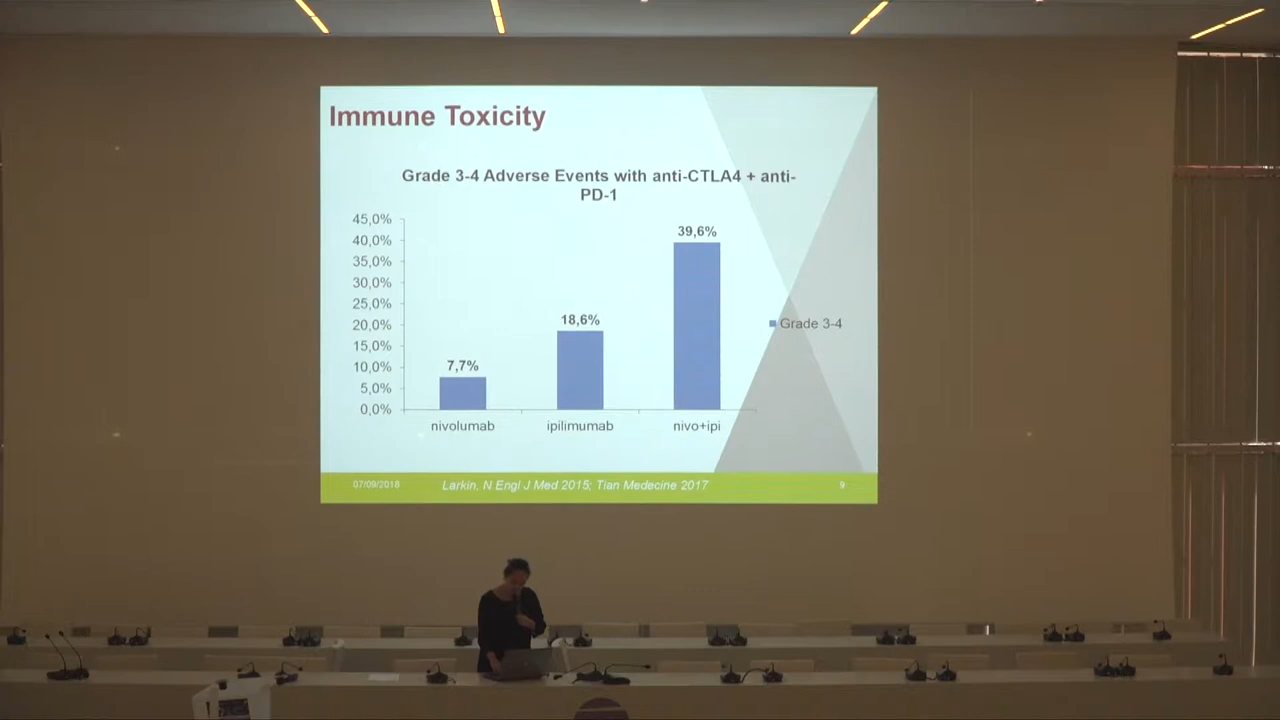 Immune Toxicity
Grade 3-4 Adverse Events with anti-CTLA4 + anti-
PD-1
45,0%
40,0%
35,0%
30,0%
25,0%
20,0%
15,0%
10,0%
5,0%
0,0%
7,7%
18,6%
39,6%
nivolumab
ipilimumab
nivo+ipi
Grade 3-4
07/09/2018
Larkin, N Engl J Med 2015; Tian Medecine 2017
9